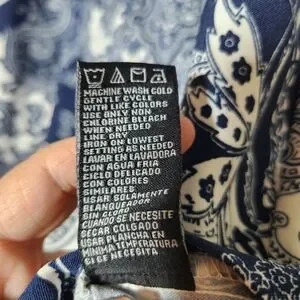 MACHINE WASH COLD
GENTLE CYCLE
WITH LIKE COLORS
USE ONLY NON
CHLORINE BLEACH
WHEN NEEDED
LINE DRY
IRON ON LOWEST
SETTING AS NEEDED
LAVAR EN LAVADORA
CON AGUA FRIA
CICLO DELICADO
CON COLORES
SIMILARES
USAR SOLAMENTE
BLANQUEADOR
SIN CLORO
CUANDO SE NECESITE
SECAR COLGADO
USAR PLANCHA EN
MINIMA TEMPERATURA
SI SE NECESITE